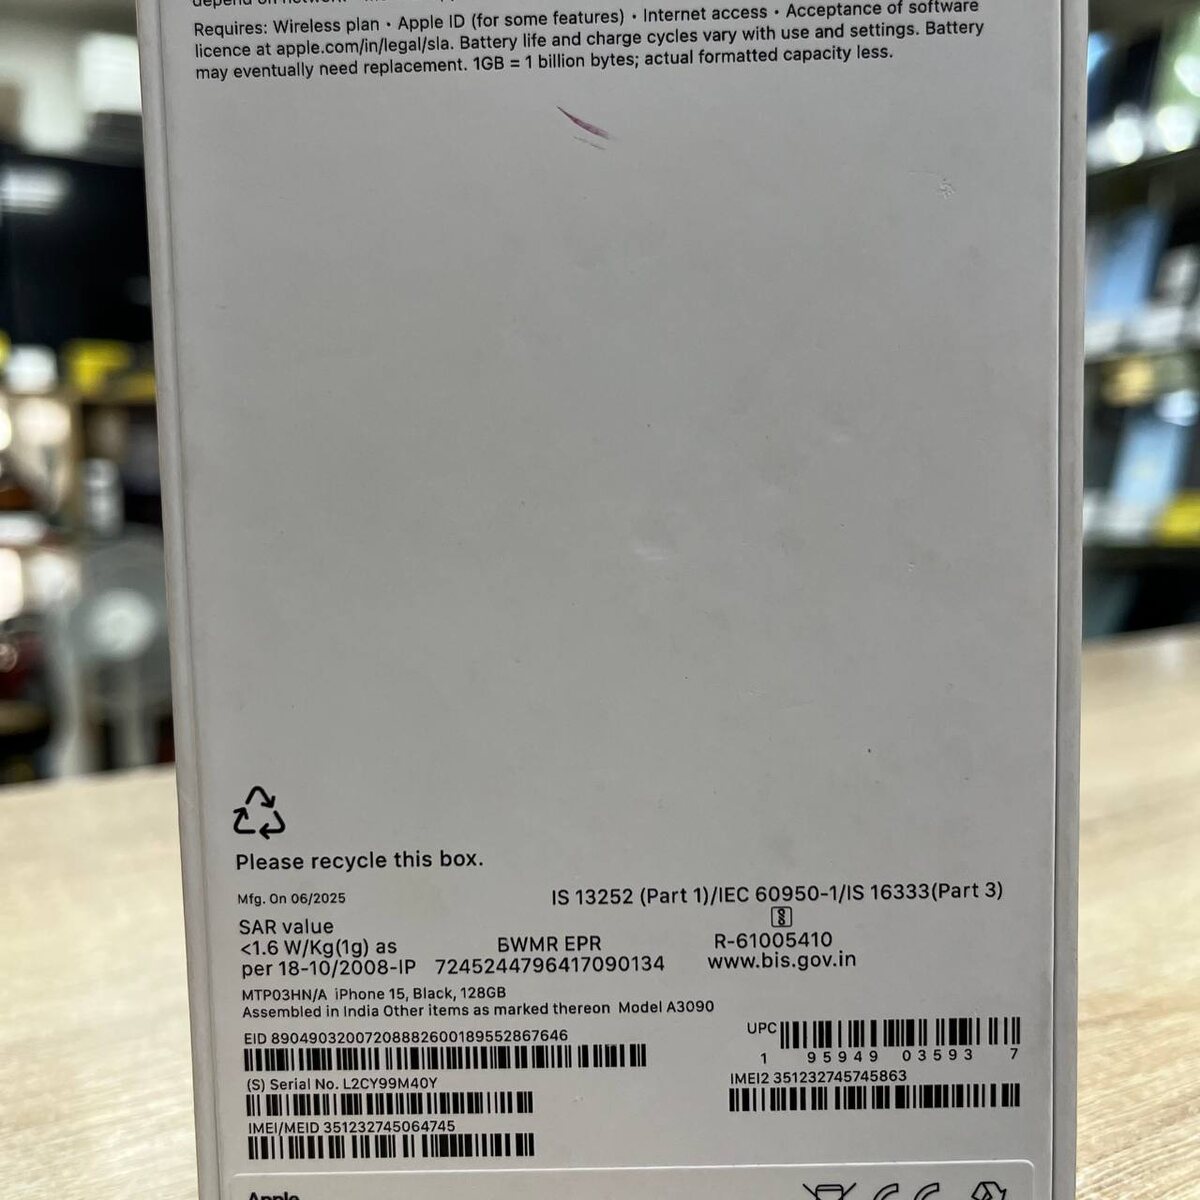 Requires: Wireless plan • Apple ID (for some features) • Internet access • Acceptance of software
licence at apple.com/in/legal/sla. Battery life and charge cycles vary with use and settings. Battery
may eventually need replacement. 1GB = 1 billion bytes; actual formatted capacity less.
Please recycle this box.
Mfg. On 06/2025
IS 13252 (Part 1)/IEC 60950-1/IS 16333(Part 3)
SAR value
<1.6 W/Kg(1g) as
per 18-10/2008-IP
BWMR EPR
7245244796417090134
R-61005410
www.bis.gov.in
MTP03HN/A iPhone 15, Black, 128GB
Assembled in India Other items as marked thereon Model A3090
EID 89049032007208882600189552867646
UPC
1 95949 03593 7
(S) Serial No. L2CY99M40Y
IMEI2 351232745745863
IMEI/MEID 351232745064745
Apple